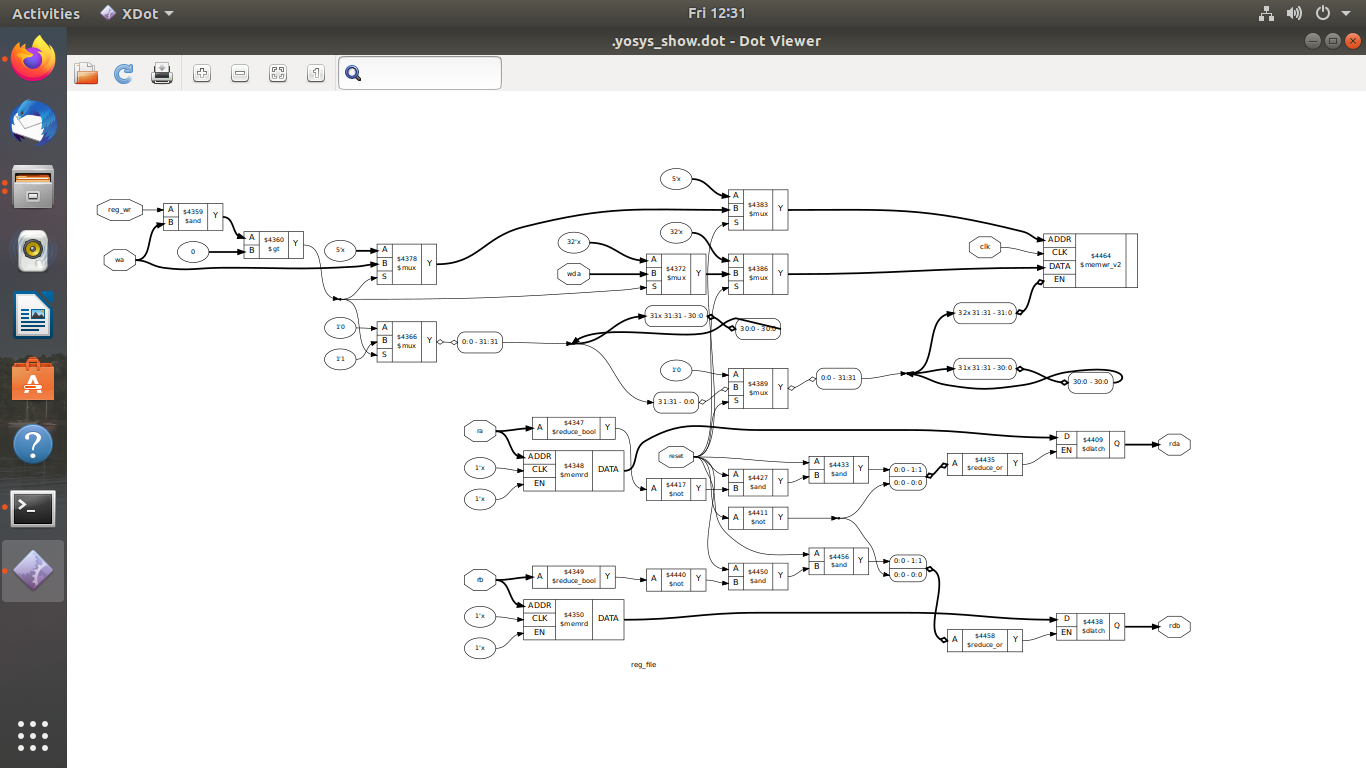 Activities
XDot
Fri 12:31
.yosys_show.dot - Dot Viewer
1
5'x
A
B
S
$4383
$mux
Y
reg_wr
A
B
$4359
$and
Y
wa
0
A
B
$4360
$gt
Y
5'x
A
B
S
$4378
$mux
Y
32'x
32'x
wda
A
B
S
$4372
$mux
Y
A
B
S
$4386
$mux
Y
clk
ADDR
CLK
DATA
EN
$4464
$memwr_v2
1'0
1'1
A
B
S
$4366
$mux
Y
0:0 - 31:31
31x 31:31 - 30:0
30:0 - 30:0
32x 31:31 - 31:0
1'0
31:31 - 0:0
A
B
S
$4389
$mux
Y
0:0 - 31:31
31x 31:31 - 30:0
30:0 - 30:0
ra
A
$4347
$reduce_bool
Y
1'x
1'x
ADDR
CLK
EN
$4348
$memrd
DATA
reset
A
$4417
$not
Y
A
B
$4427
$and
Y
A
B
$4433
$and
Y
0:0 - 1:1
0:0 - 0:0
A
$4435
$reduce_or
Y
D
EN
$4409
$dlatch
Q
rda
A
$4411
$not
Y
rb
A
$4349
$reduce_bool
Y
A
$4440
$not
Y
A
B
$4450
$and
Y
A
B
$4456
$and
Y
0:0 - 1:1
0:0 - 0:0
1'x
1'x
ADDR
CLK
EN
$4350
$memrd
DATA
A
$4458
$reduce_or
Y
D
EN
$4438
$dlatch
Q
rdb
reg_file